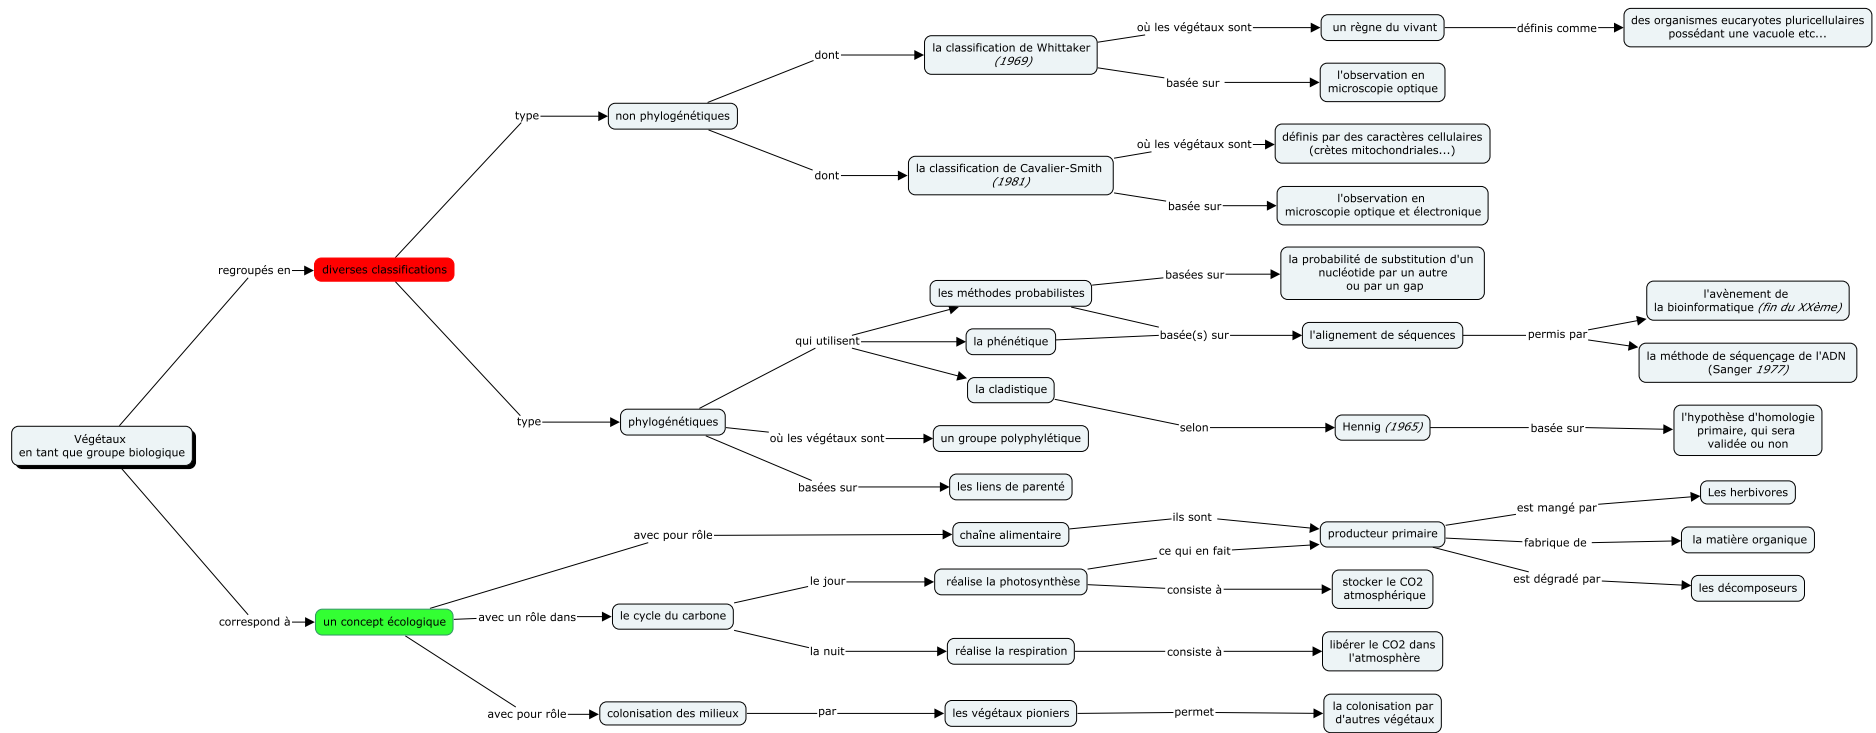 Végétaux
en tant que groupe biologique
regroupés en
diverses classifications
type
non phylogénétiques
dont
la classification de Whittaker
(1969)
où les végétaux sont
un règne du vivant
définis comme
des organismes eucaryotes pluricellulaires
possédant une vacuole etc...
basée sur
l'observation en
microscopie optique
dont
la classification de Cavalier-Smith
(1981)
où les végétaux sont
définis par des caractères cellulaires
(crètes mitochondriales...)
basée sur
l'observation en
microscopie optique et électronique
type
phylogénétiques
qui utilisent
les méthodes probabilistes
basées sur
la probabilité de substitution d'un
nucléotide par un autre
ou par un gap
la phénétique
basée(s) sur
l'alignement de séquences
permis par
l'avènement de
la bioinformatique (fin du XXème)
la méthode de séquençage de l'ADN
(Sanger 1977)
la cladistique
selon
Hennig (1965)
basée sur
l'hypothèse d'homologie
primaire, qui sera
validée ou non
où les végétaux sont
un groupe polyphylétique
basées sur
les liens de parenté
correspond à
un concept écologique
avec pour rôle
chaîne alimentaire
ils sont
producteur primaire
est mangé par
Les herbivores
fabrique de
la matière organique
est dégradé par
les décomposeurs
avec un rôle dans
le cycle du carbone
le jour
réalise la photosynthèse
ce qui en fait
consiste à
stocker le CO2
atmosphérique
la nuit
réalise la respiration
consiste à
libérer le CO2 dans
l'atmosphère
avec pour rôle
colonisation des milieux
par
les végétaux pioniers
permet
la colonisation par
d'autres végétaux